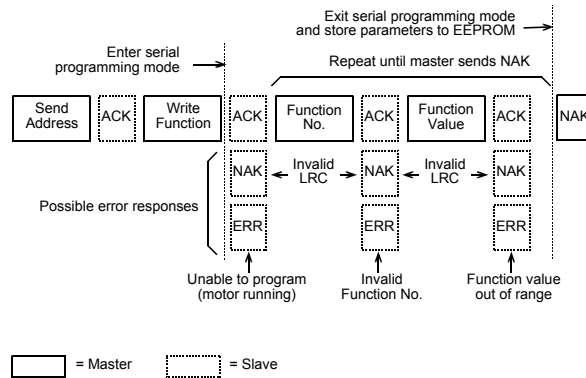 Exit serial programming mode
and store parameters to EEPROM
Enter serial
programming mode
Repeat until master sends NAK
Send
Address
ACK
Write
Function
ACK
Function
No.
ACK
Function
Value
ACK
NAK
NAK
Invalid
LRC
NAK
Invalid
LRC
NAK
Possible error responses
ERR
ERR
ERR
Unable to program
(motor running)
Invalid
Function No.
Function value
out of range
= Master
= Slave